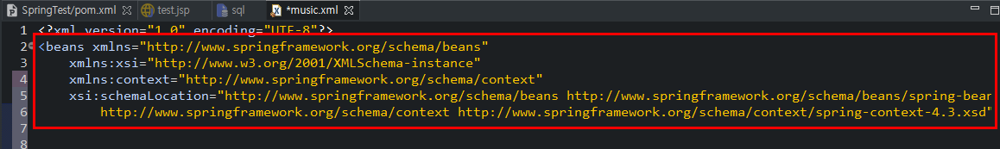 SpringTest/pom.xml test.jsp sql *music.xml
1 <?xml version="1.0" encoding="UTF-8"?>
2 <beans xmlns="http://www.springframework.org/schema/beans"
3 xmlns:xsi="http://www.w3.org/2001/XMLSchema-instance"
4 xmlns:context="http://www.springframework.org/schema/context"
5 xsi:schemaLocation="http://www.springframework.org/schema/beans http://www.springframework.org/schema/beans/spring-bear
6 http://www.springframework.org/schema/context http://www.springframework.org/schema/context/spring-context-4.3.xsd"
7
8